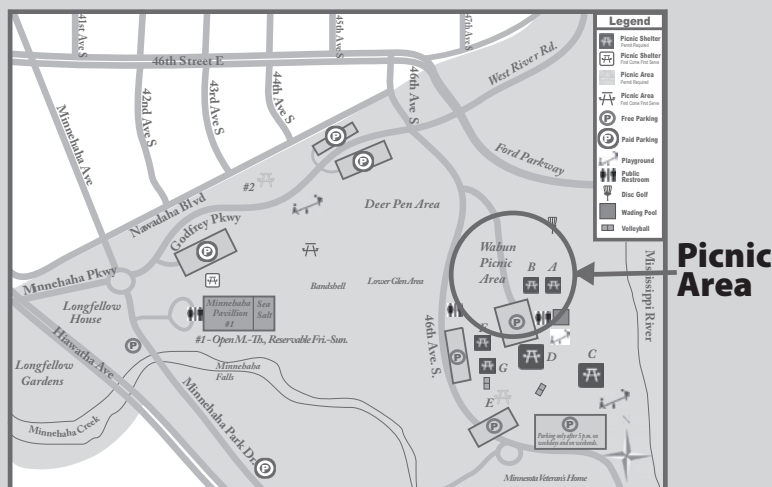 41st Ave S
45th Ave S
47th Ave S
46th Street E
Minnehaha Ave
42nd Ave S
43rd Ave S
44th Ave S
46th Ave S
West River Rd.
Ford Parkway
Legend
Picnic Shelter
Permit Required
Picnic Shelter
First Come First Serve
Picnic Area
Permit Required
Picnic Area
First Come First Serve
P Free Parking
P Paid Parking
Playground
Public
Restroom
Disc Golf
Wading Pool
Volleyball
P
P
#2
Nawadaha Blvd
Deer Pen Area
Godfrey Pkwy
P
Wabun
Picnic
Area
B A
Mississippi River
Picnic
Area
Minnehaha Pkwy
Bandshell
Lower Glen Area
Longfellow
House
Minnehaha
Pavillion
#1
Sea
Salt
#1 - Open M.-Th., Reservable Fri.-Sun.
46th Ave. S.
P
P
F
D
C
G
E
P
Hiawatha Ave
Longfellow
Gardens
Minnehaha
Falls
Minnehaha Creek
Minnehaha Park Dr.
P
P
P
Parking only after 5 p.m. on
weekdays and on weekends.
Minnesota Veteran's Home